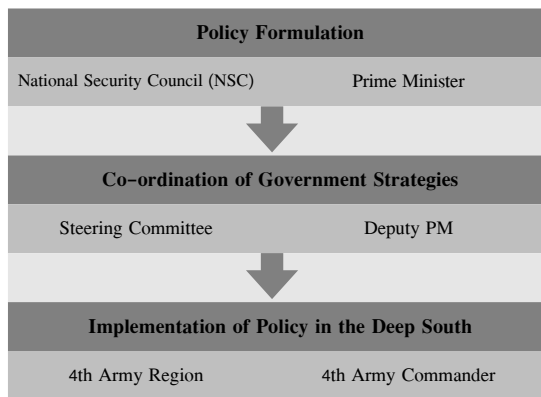 Policy Formulation
National Security Council (NSC) Prime Minister
Co-ordination of Government Strategies
Steering Committee Deputy PM
Implementation of Policy in the Deep South
4th Army Region 4th Army Commander